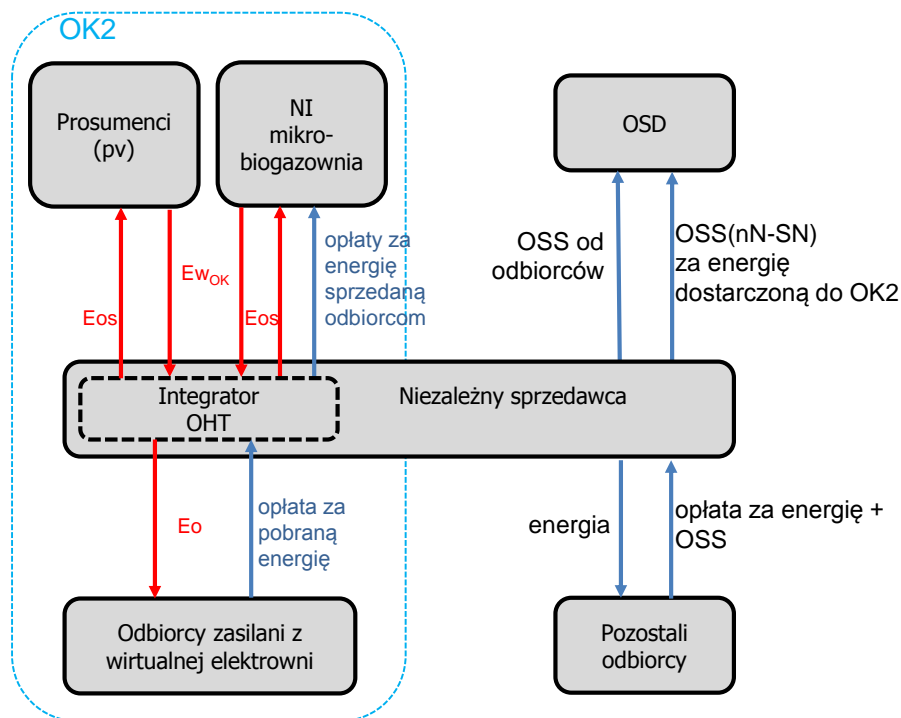 OK2
Prosumenci
(pv)
NI
mikro-
biogazownia
OSD
Eos
Ew_OK
Eos
opłaty za
energię
sprzedaną
odbiorcom
OSS od
odbiorców
OSS(nN-SN)
za energię
dostarczoną do OK2
Integrator
OHT
Niezależny sprzedawca
Eo
opłata za
pobraną
energię
energia
opłata za energię +
OSS
Odbiorcy zasilani z
wirtualnej elektrowni
Pozostali
odbiorcy